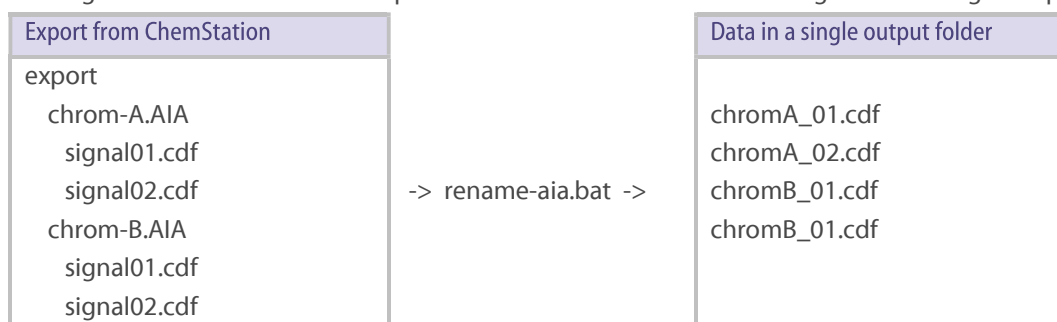 Export from ChemStation
Data in a single output folder
export
chrom-A.AIA
chromA_01.cdf
signal01.cdf
chromA_02.cdf
signal02.cdf
-> rename-aia.bat ->
chromB_01.cdf
chrom-B.AIA
chromB_01.cdf
signal01.cdf
signal02.cdf